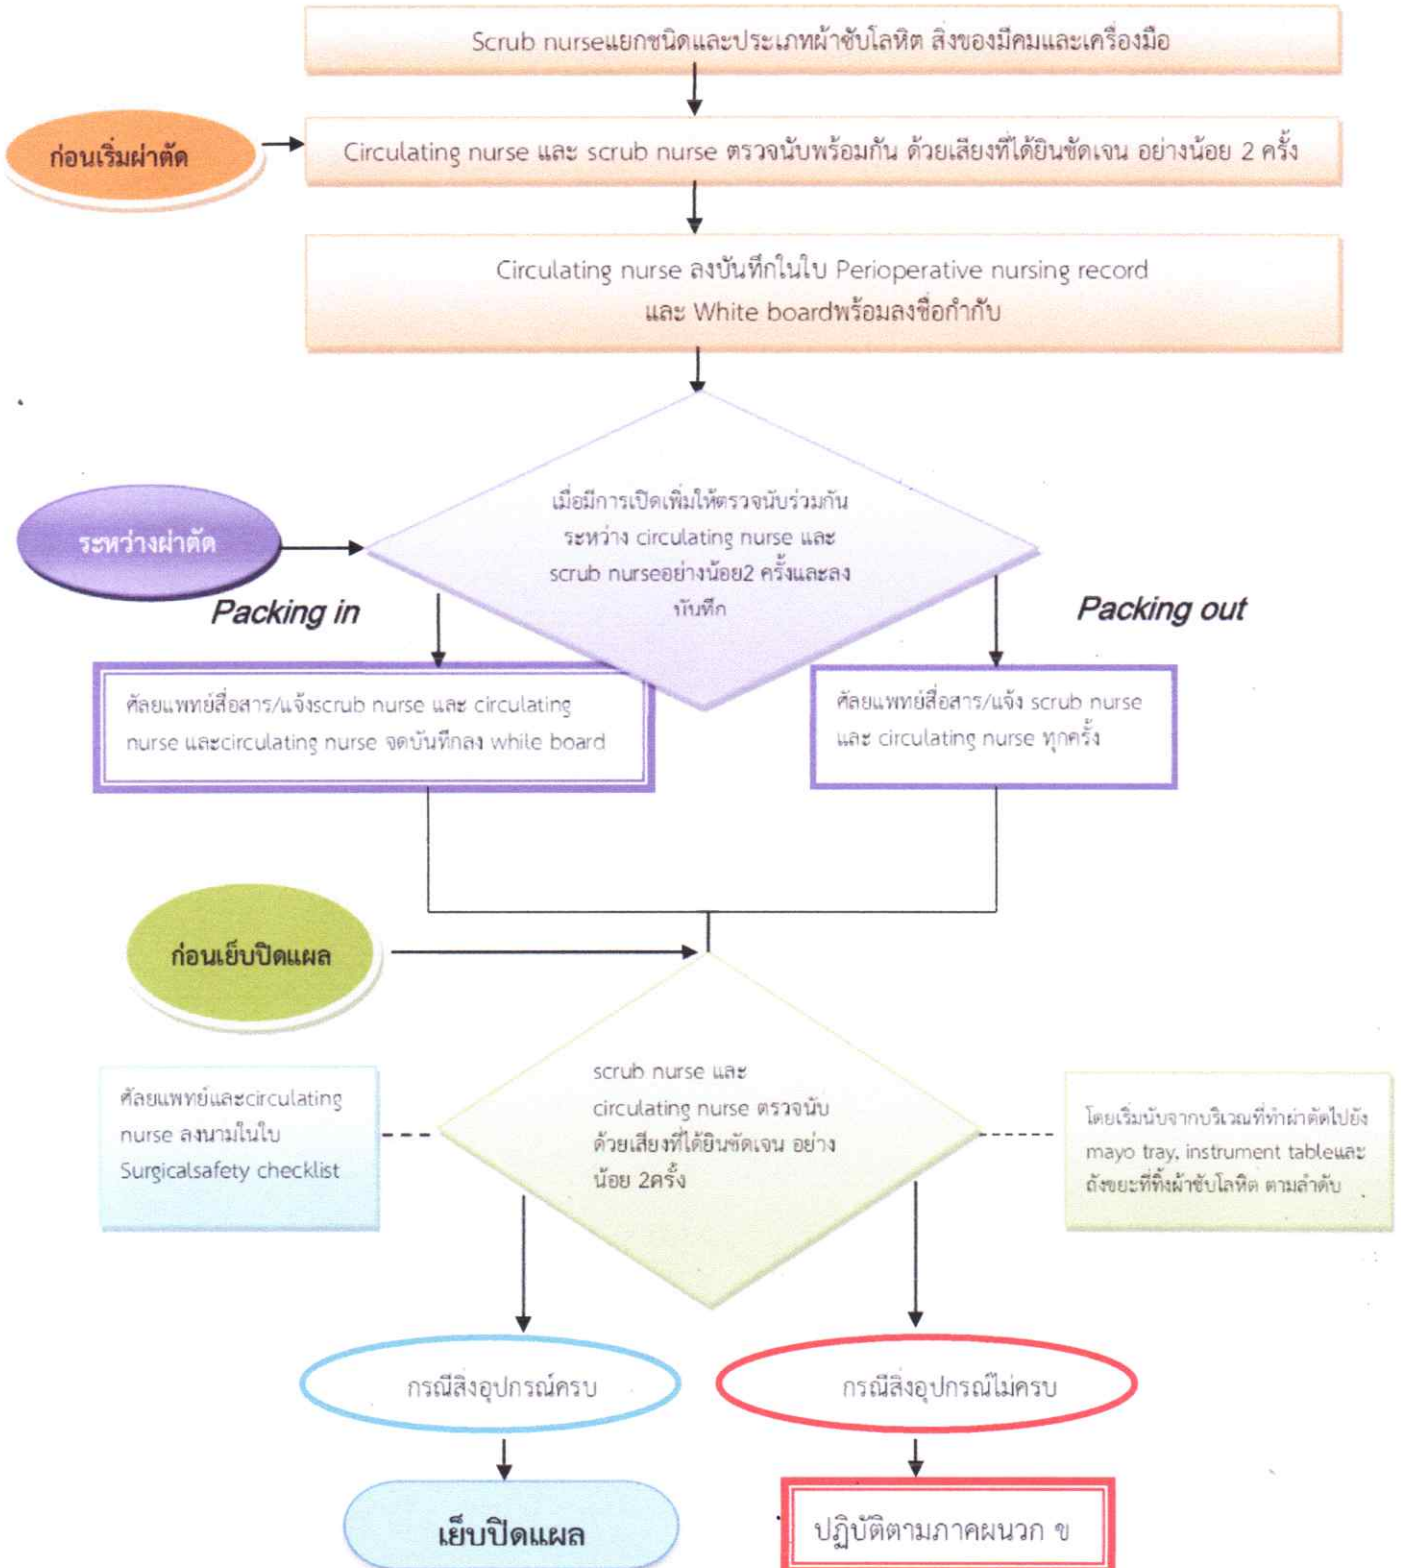 Scrub nurseแยกชนิดและประเภทผ้าซับโลหิต สิ่งของมีคมและเครื่องมือ
ก่อนเริ่มผ่าตัด
Circulating nurse และ scrub nurse ตรวจนับพร้อมกัน ด้วยเสียงที่ได้ยินชัดเจน อย่างน้อย 2 ครั้ง
Circulating nurse ลงบันทึกในใบ Perioperative nursing record
และ White boardพร้อมลงชื่อกำกับ
ระหว่างผ่าตัด
เมื่อมีการเปิดเพิ่มให้ตรวจนับร่วมกัน
ระหว่าง circulating nurse และ
scrub nurseอย่างน้อย2 ครั้งและลง
บันทึก
Packing in
Packing out
ศัลยแพทย์สื่อสาร/แจ้งscrub nurse และ circulating
nurse และcirculating nurse จดบันทึกลง while board
ศัลยแพทย์สื่อสาร/แจ้ง scrub nurse
และ circulating nurse ทุกครั้ง
ก่อนเย็บปิดแผล
scrub nurse และ
circulating nurse ตรวจนับ
ด้วยเสียงที่ได้ยินชัดเจน อย่าง
น้อย 2ครั้ง
ศัลยแพทย์และcirculating
nurse ลงนามในใบ
Surgicalsafety checklist
โดยเริ่มนับจากบริเวณที่ทำผ่าตัดไปยัง
mayo tray, instrument tableและ
ถังขยะที่ทิ้งผ้าซับโลหิต ตามลำดับ
กรณีสิ่งอุปกรณ์ครบ
กรณีสิ่งอุปกรณ์ไม่ครบ
เย็บปิดแผล
ปฏิบัติตามภาคผนวก ข